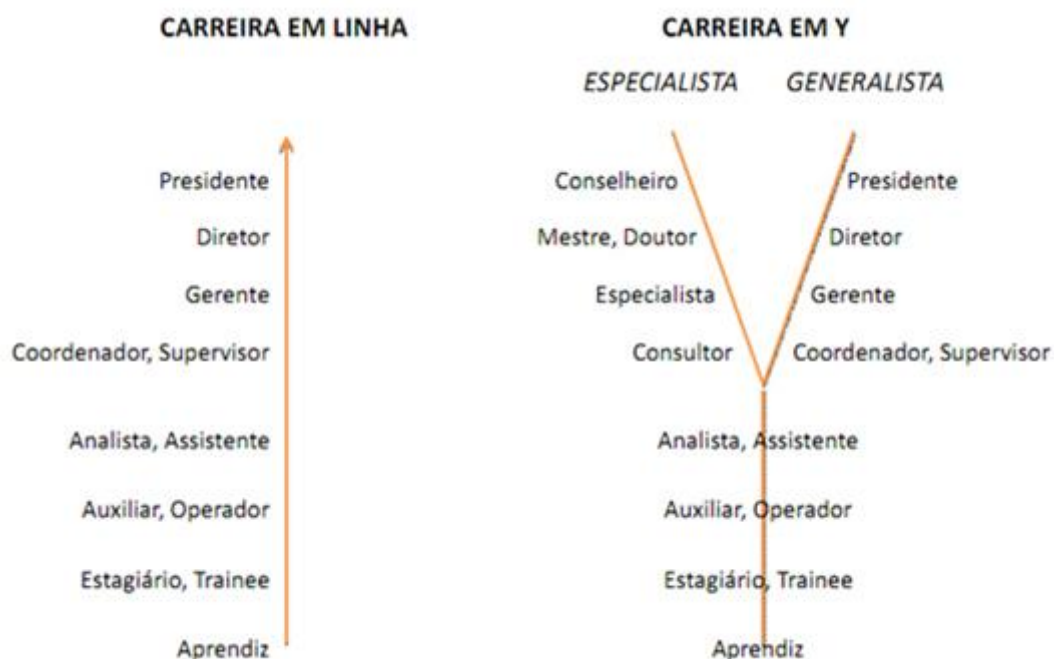 CARREIRA EM LINHA
Presidente
Diretor
Gerente
Coordenador, Supervisor
Analista, Assistente
Auxiliar, Operador
Estagiário, Trainee
Aprendiz
CARREIRA EM Y
ESPECIALISTA GENERALISTA
Conselheiro Presidente
Mestre, Doutor Diretor
Especialista Gerente
Consultor Coordenador, Supervisor
Analista, Assistente
Auxiliar, Operador
Estagiário, Trainee
Aprendiz